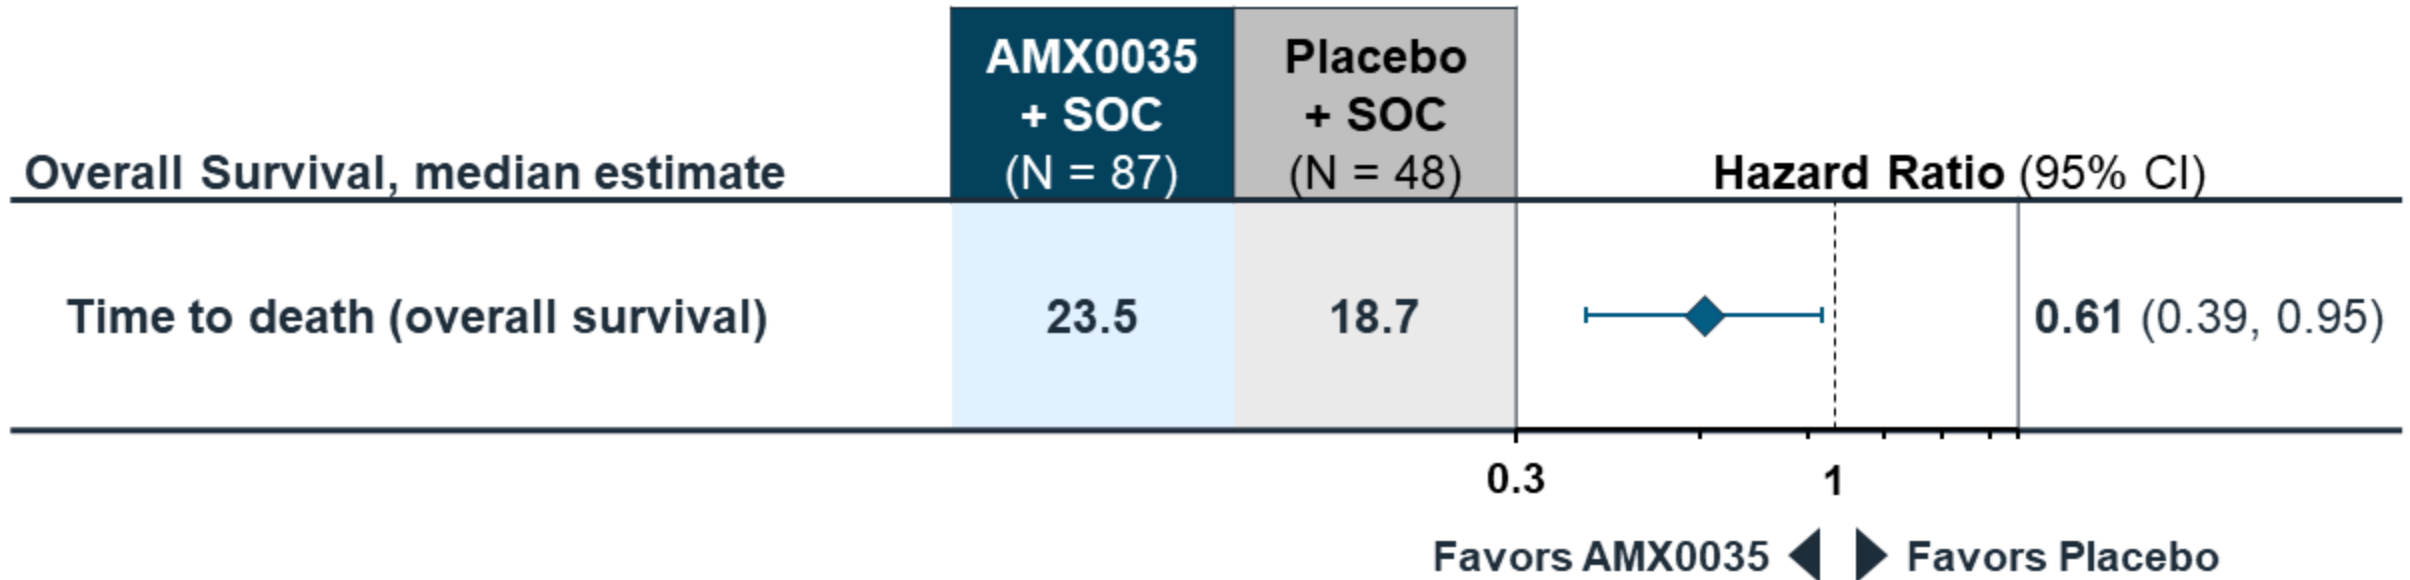 AMX0035
+ SOC
(N = 87)
Placebo
+ SOC
(N = 48)
Overall Survival, median estimate
Hazard Ratio (95% CI)
Time to death (overall survival)
23.5
18.7
0.61 (0.39, 0.95)
0.3
1
Favors AMX0035
Favors Placebo